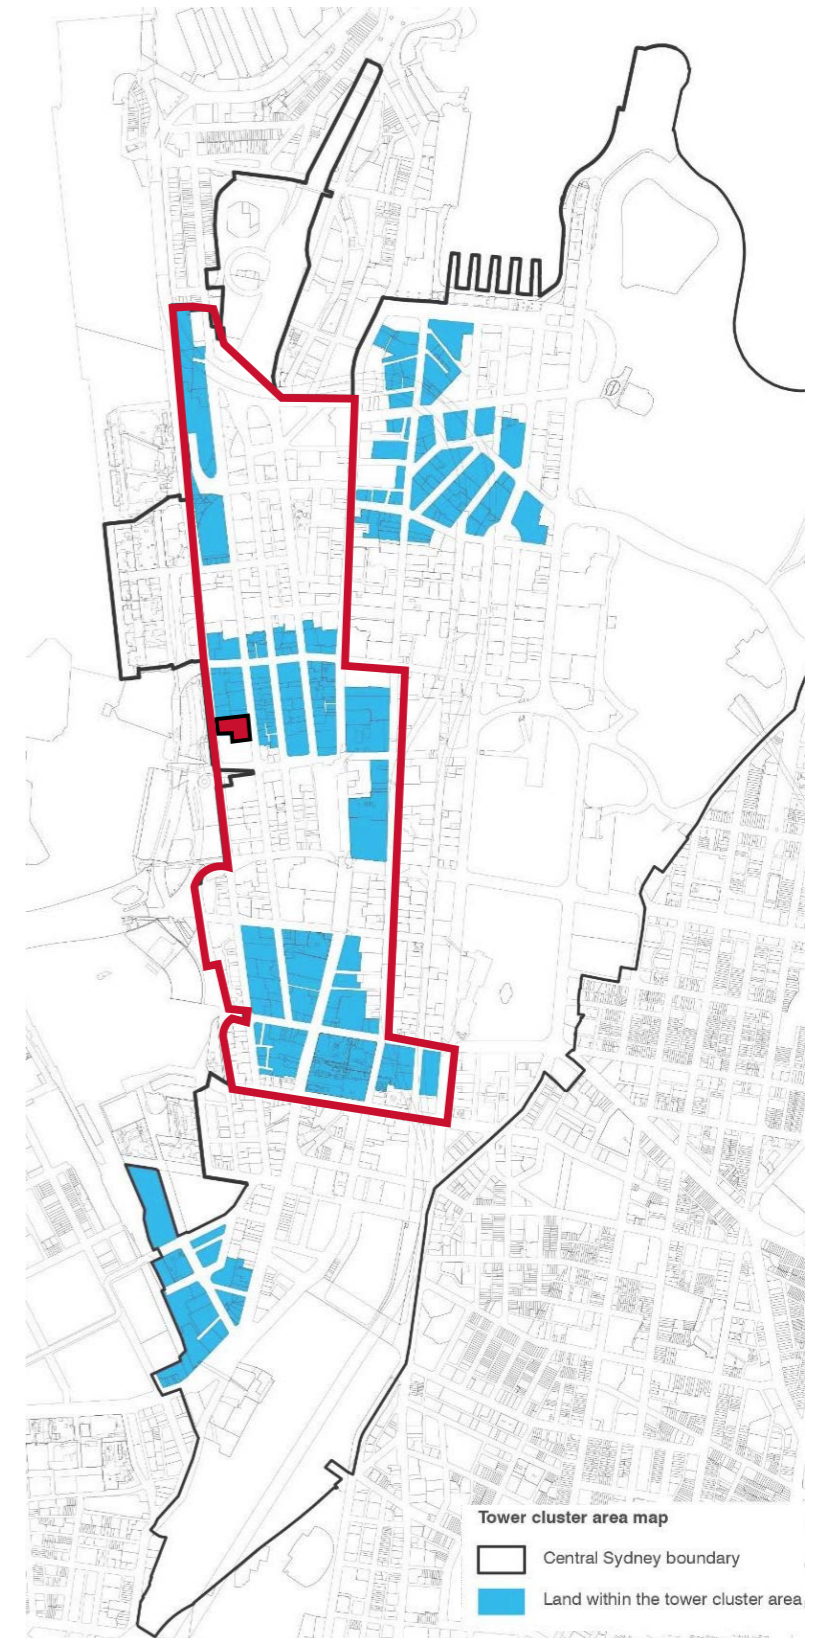 Tower cluster area map
Central Sydney boundary
Land within the tower cluster area